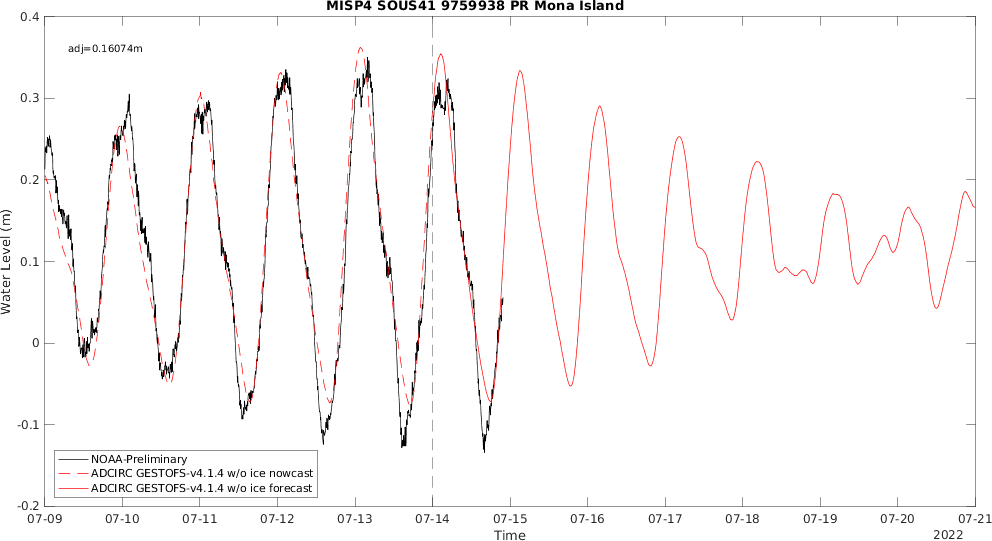 MISP4 SOUS41 9759938 PR Mona Island
adj=0.16074m
Water Level (m)
0.4
0.3
0.2
0.1
0
-0.1
-0.2
NOAA-Preliminary
ADCIRC GESTOFS-v4.1.4 w/o ice nowcast
ADCIRC GESTOFS-v4.1.4 w/o ice forecast
07-09 07-10 07-11 07-12 07-13 07-14 07-15 07-16 07-17 07-18 07-19 07-20 07-21
Time
2022